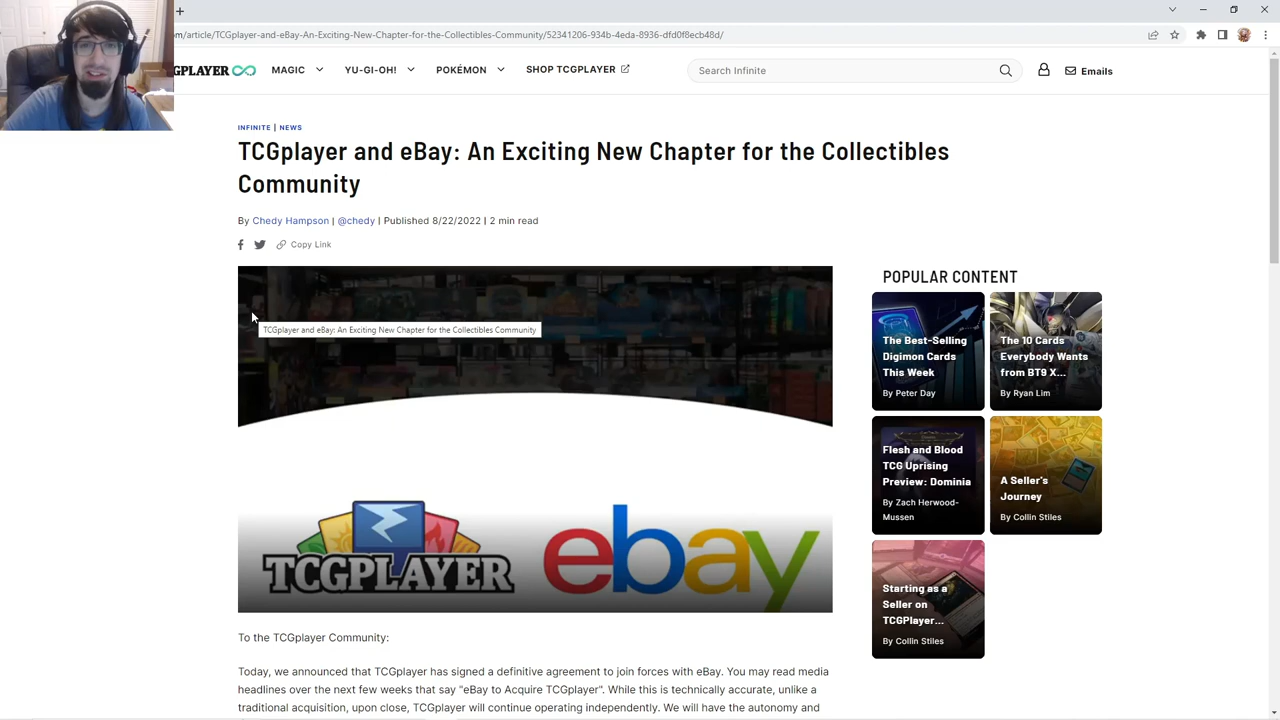 om/article/TCGplayer-and-eBay-An-Exciting-New-Chapter-for-the-Collectibles-Community/52341206-934b-4eda-8936-dfd0f8ecb48d/
GPLAYER MAGIC YU-GI-OH! POKÉMON SHOP TCGPLAYER Search Infinite Emails
INFINITE | NEWS
TCGplayer and eBay: An Exciting New Chapter for the Collectibles
Community
By Chedy Hampson | @chedy | Published 8/22/2022 | 2 min read
Copy Link
TCGplayer and eBay: An Exciting New Chapter for the Collectibles Community
TCGPLAYER ebay
To the TCGplayer Community:
Today, we announced that TCGplayer has signed a definitive agreement to join forces with eBay. You may read media
headlines over the next few weeks that say "eBay to Acquire TCGplayer". While this is technically accurate, unlike a
traditional acquisition, upon close, TCGplayer will continue operating independently. We will have the autonomy and
POPULAR CONTENT
The Best-Selling
Digimon Cards
This Week
By Peter Day
The 10 Cards
Everybody Wants
from BT9 X...
By Ryan Lim
Flesh and Blood
TCG Uprising
Preview: Dominia
By Zach Herwood-
Mussen
A Seller's
Journey
By Collin Stiles
Starting as a
Seller on
TCGPlayer...
By Collin Stiles